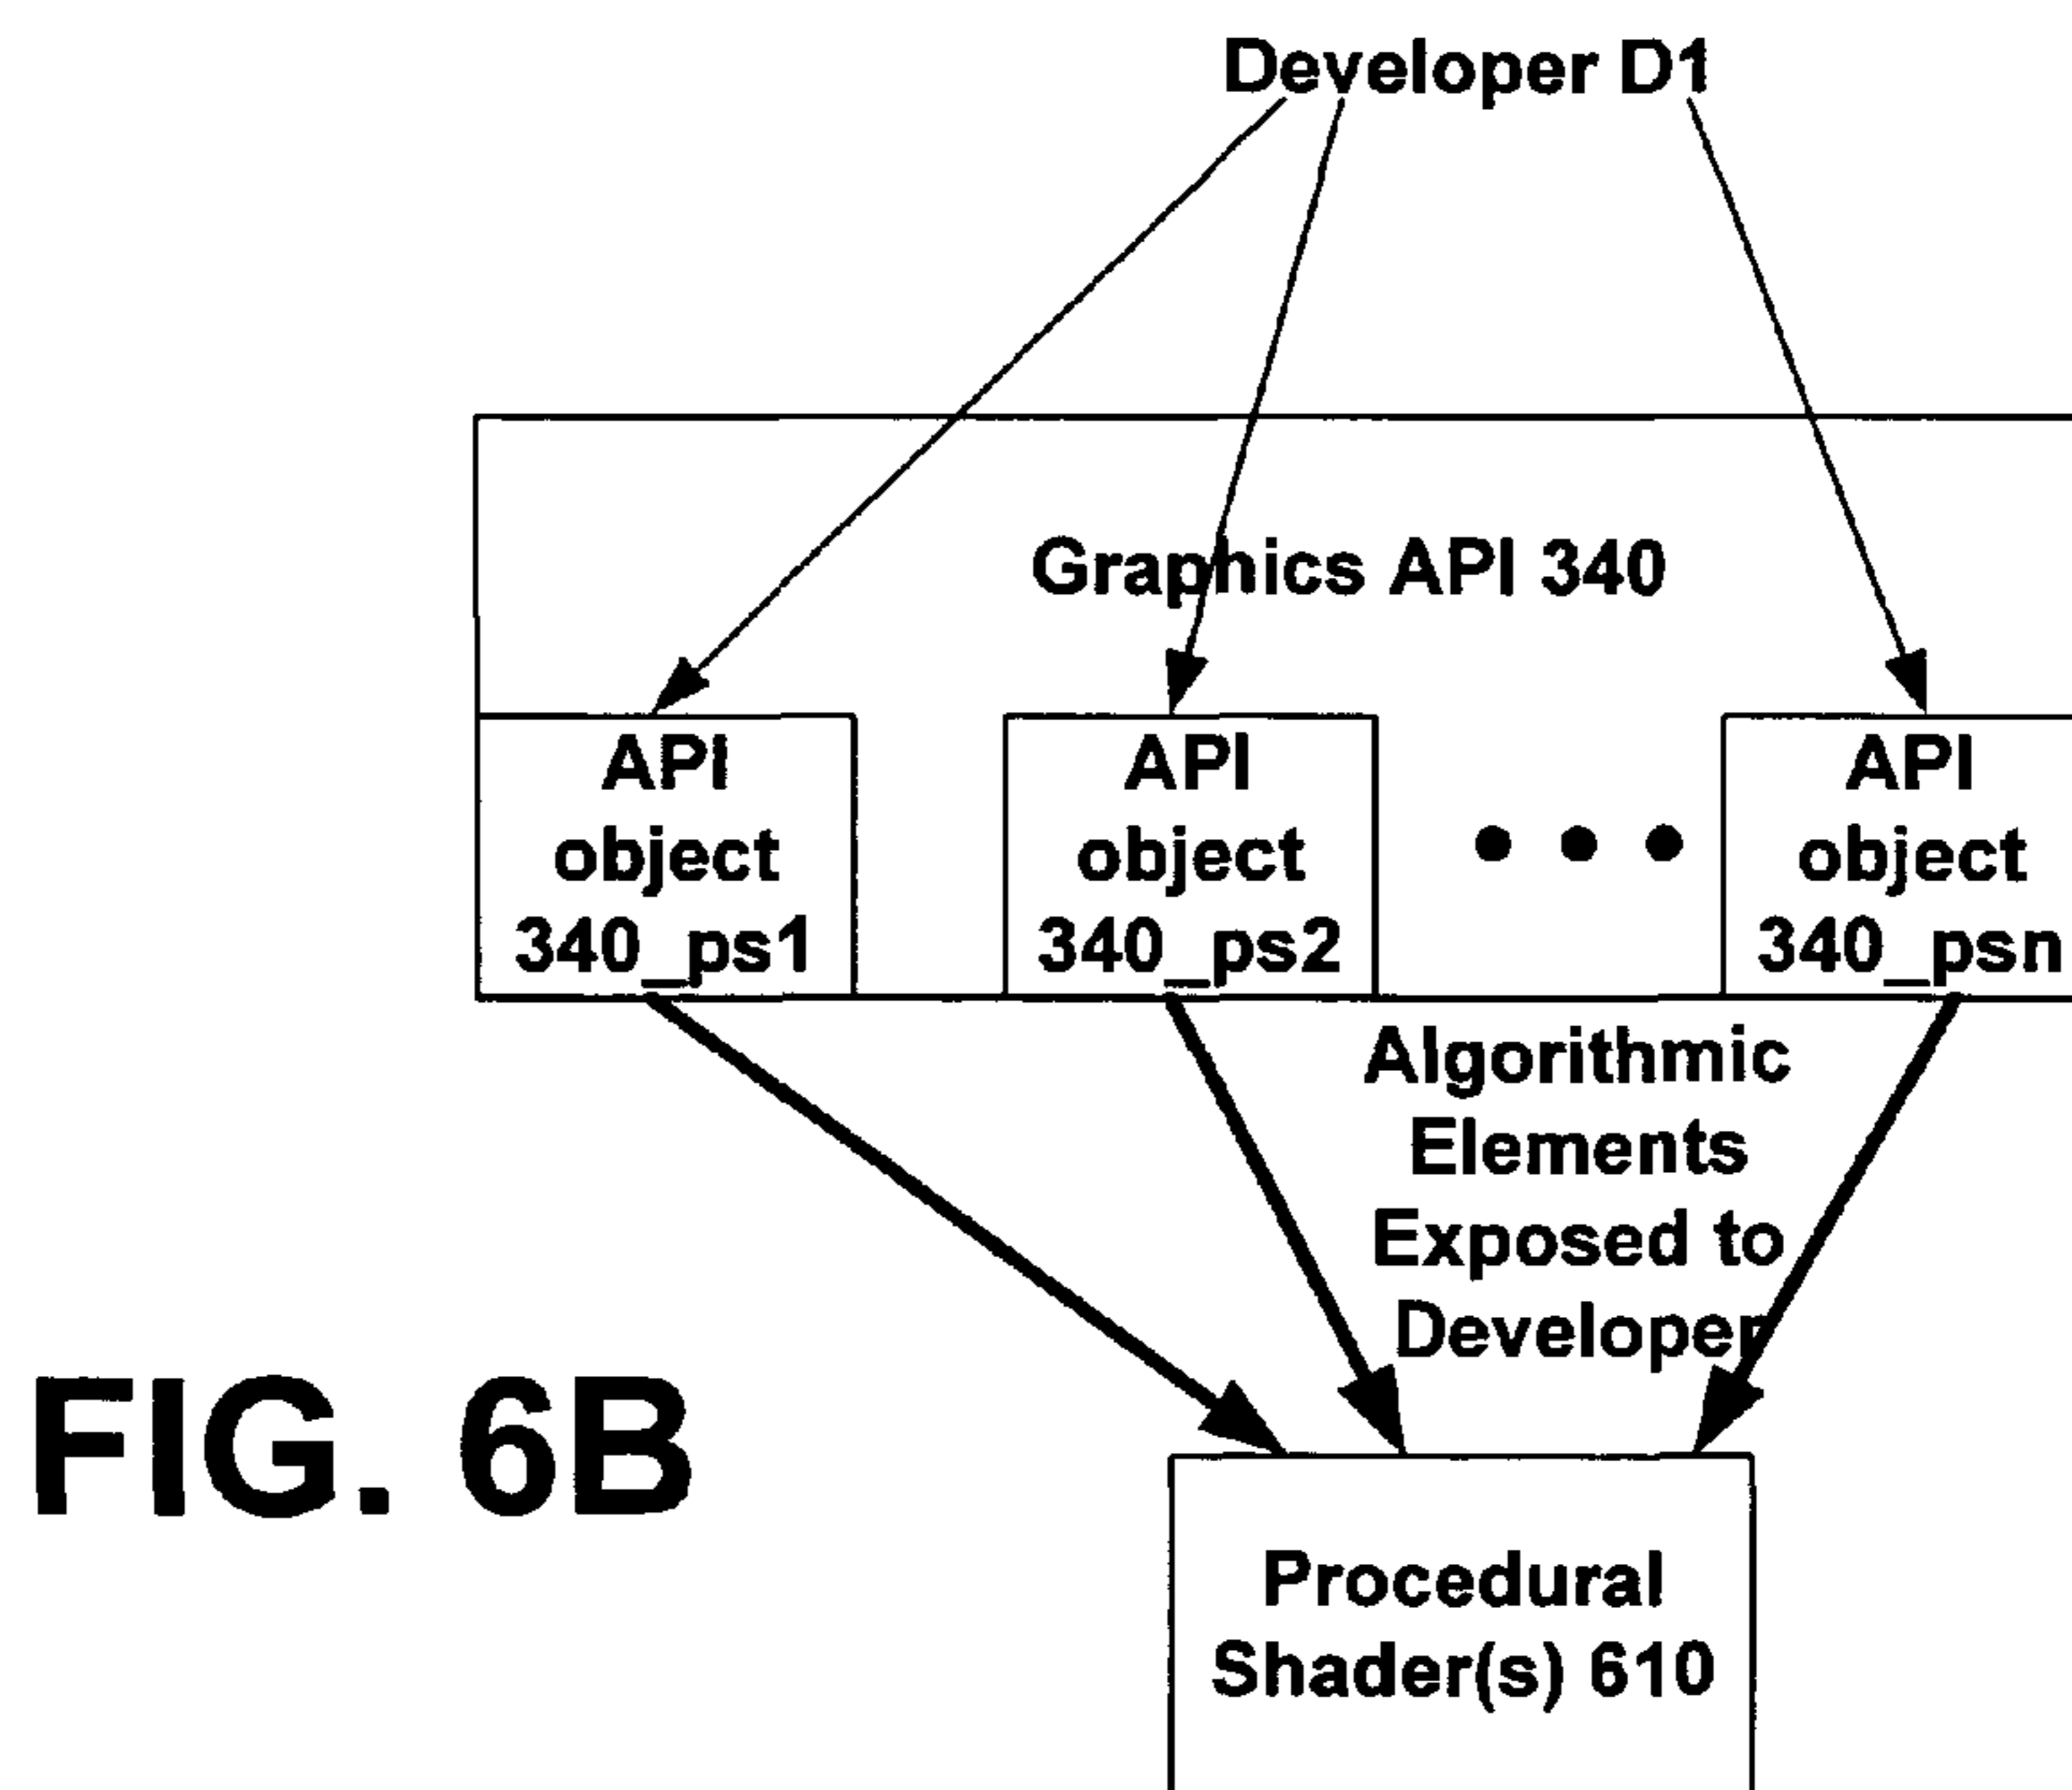 Developer D1
Graphics API 340
API
object
340_ps1
API
object
340_ps2
API
object
340_psn
Algorithmic
Elements
Exposed to
Developer
FIG. 6B
Procedural
Shader(s) 610